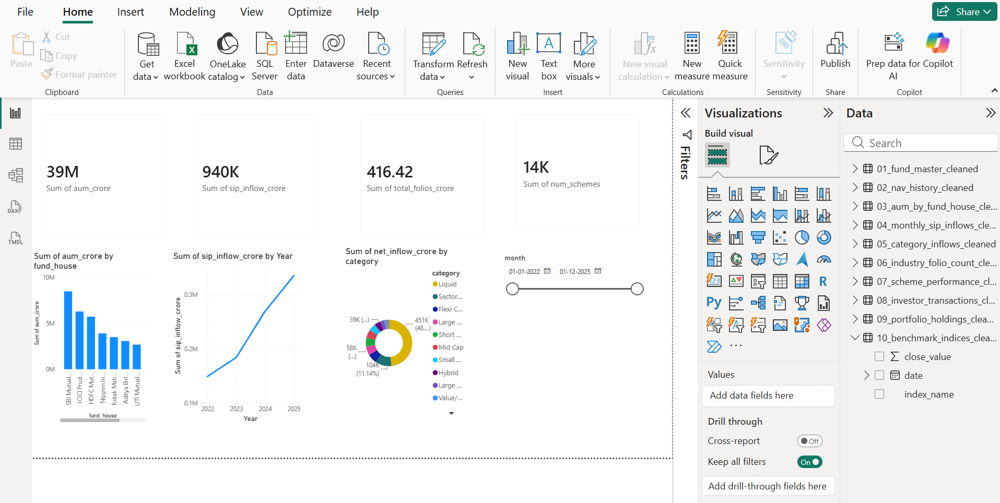 File Home Insert Modeling View Optimize Help Share
Paste
Cut
Copy
Format painter
Clipboard
Get data
Excel workbook
OneLake catalog
SQL Server
Enter data
Dataverse
Recent sources
Data
Transform data
Refresh
Queries
New visual
Text box
A
More visuals
Insert
New visual calculation
New measure
Quick measure
Calculations
Sensitivity
Sensitivity
Publish
Share
Prep data for AI
Copilot
Copilot
DAX
TMDL
39M
Sum of aum_crore
940K
Sum of sip_inflow_crore
416.42
Sum of total_folios_crore
14K
Sum of num_schemes
Sum of aum_crore by
fund_house
10M
5M
0M
Sum of aum_crore
SBI Mutual...
ICICI Prud...
HDFC Mut...
Nippon In...
Kotak Mah...
Aditya Birl...
UTI Mutual...
fund_house
Sum of sip_inflow_crore by Year
0.3M
0.2M
0.1M
Sum of sip_inflow_crore
2022 2023 2024 2025
Year
Sum of net_inflow_crore by
category
39K (...)
451K
(48....)
58K
(...)
104K
(11.14%)
category
Liquid
Sector...
Flexi C...
Large ...
Short ...
Mid Cap
Small ...
Hybrid
Large ...
Value/...
month
01-01-2022 01-12-2025
Filters
Visualizations
Build visual
123
R
Py
Values
Add data fields here
Drill through
Cross-report Off
Keep all filters On
Add drill-through fields here
Data
Search
01_fund_master_cleaned
02_nav_history_cleaned
03_aum_by_fund_house_cle...
04_monthly_sip_inflows_cle...
05_category_inflows_cleaned
06_industry_folio_count_cle...
07_scheme_performance_cl...
08_investor_transactions_cl...
09_portfolio_holdings_clea...
10_benchmark_indices_clea...
close_value
date
index_name